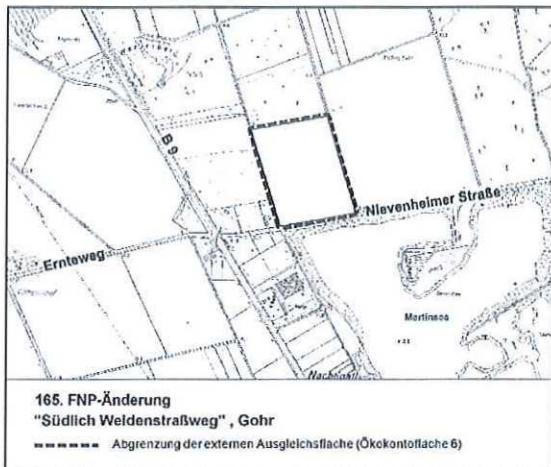 B 9
Nievenheimer Straße
Ernteweg
Martinsee
165. FNP-Änderung
"Südlich Weidenstraßweg" , Gohr
Abgrenzung der externen Ausgleichsfläche (Ökokontofläche 6)